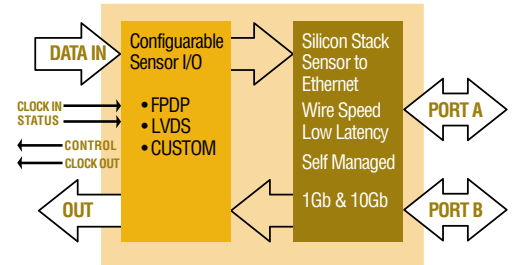 DATA IN
CLOCK IN
STATUS
CONTROL
CLOCK OUT
OUT
Configuarable
Sensor I/O
• FPDP
• LVDS
• CUSTOM
Silicon Stack
Sensor to
Ethernet
Wire Speed
Low Latency
Self Managed
1Gb & 10Gb
PORT A
PORT B